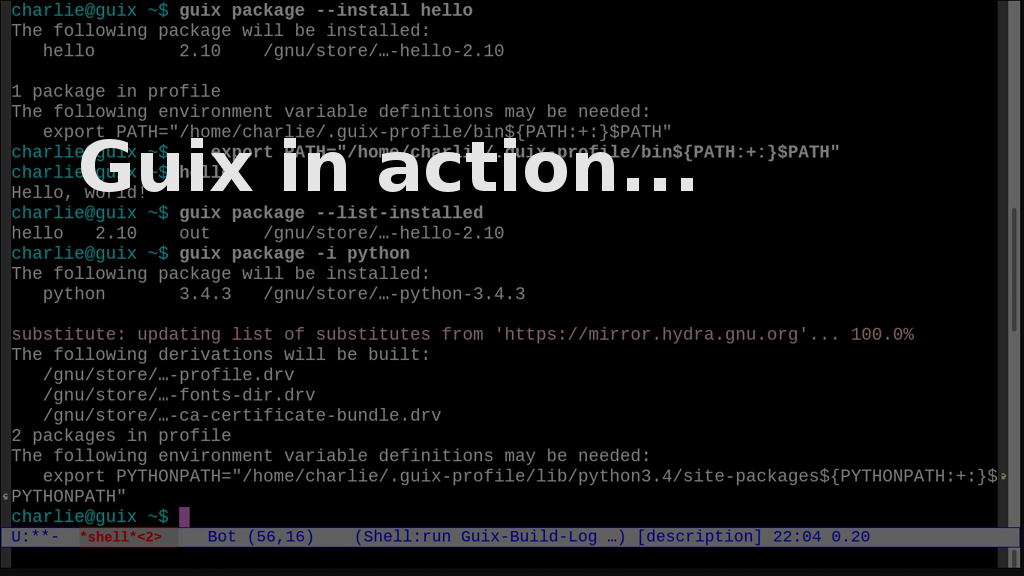 charlie@guix ~$ guix package --install hello
The following package will be installed:
   hello        2.10    /gnu/store/…-hello-2.10

1 package in profile
The following environment variable definitions may be needed:
   export PATH="/home/charlie/.guix-profile/bin${PATH:+:}$PATH"
charlie@guix ~$    export PATH="/home/charlie/.guix-profile/bin${PATH:+:}$PATH"
Guix in action...
charlie@guix ~$ hello
Hello, world!
charlie@guix ~$ guix package --list-installed
hello   2.10    out     /gnu/store/…-hello-2.10
charlie@guix ~$ guix package -i python
The following package will be installed:
   python       3.4.3   /gnu/store/…-python-3.4.3

substitute: updating list of substitutes from 'https://mirror.hydra.gnu.org'... 100.0%
The following derivations will be built:
   /gnu/store/…-profile.drv
   /gnu/store/…-fonts-dir.drv
   /gnu/store/…-ca-certificate-bundle.drv
2 packages in profile
The following environment variable definitions may be needed:
   export PYTHONPATH="/home/charlie/.guix-profile/lib/python3.4/site-packages${PYTHONPATH:+:}$
PYTHONPATH"
charlie@guix ~$
U:**-  *shell*<2>    Bot (56,16)    (Shell:run Guix-Build-Log …) [description] 22:04 0.20